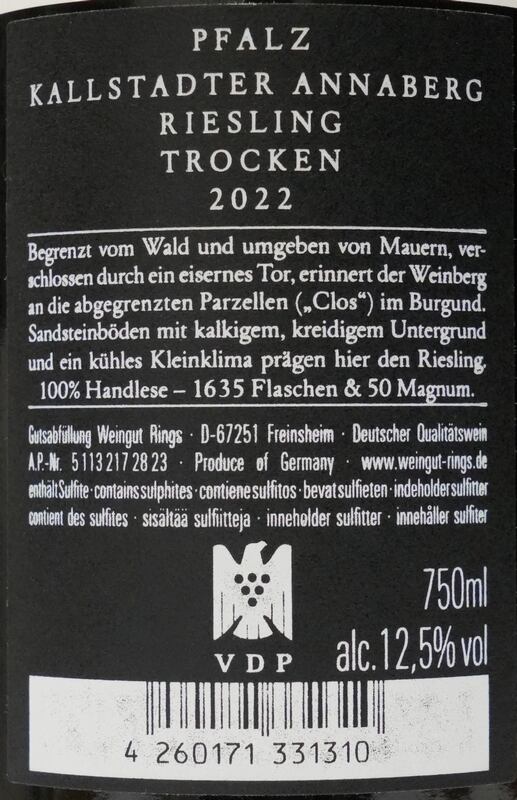 PFALZ
KALLSTADTER ANNABERG
RIESLING
TROCKEN
2022
Begrenzt vom Wald und umgeben von Mauern, ver-
schlossen durch ein eisernes Tor, erinnert der Weinberg
an die abgegrenzten Parzellen („Clos“) im Burgund.
Sandsteinböden mit kalkigem, kreidigem Untergrund
und ein kühles Kleinklima prägen hier den Riesling.
100% Handlese – 1635 Flaschen & 50 Magnum.
Gutsabfüllung Weingut Rings · D-67251 Freinsheim · Deutscher Qualitätswein
A.P.-Nr. 5 113 217 28 23 · Produce of Germany · www.weingut-rings.de
enthält Sulfite · contains sulphites · contiene sulfitos · bevat sulfieten · indeholder sulfitter
contient des sulfites · sisältää sulfiitteja · inneholder sulfitter · innehåller sulfiter
VDP
750ml
alc. 12,5% vol
4 260171 331310